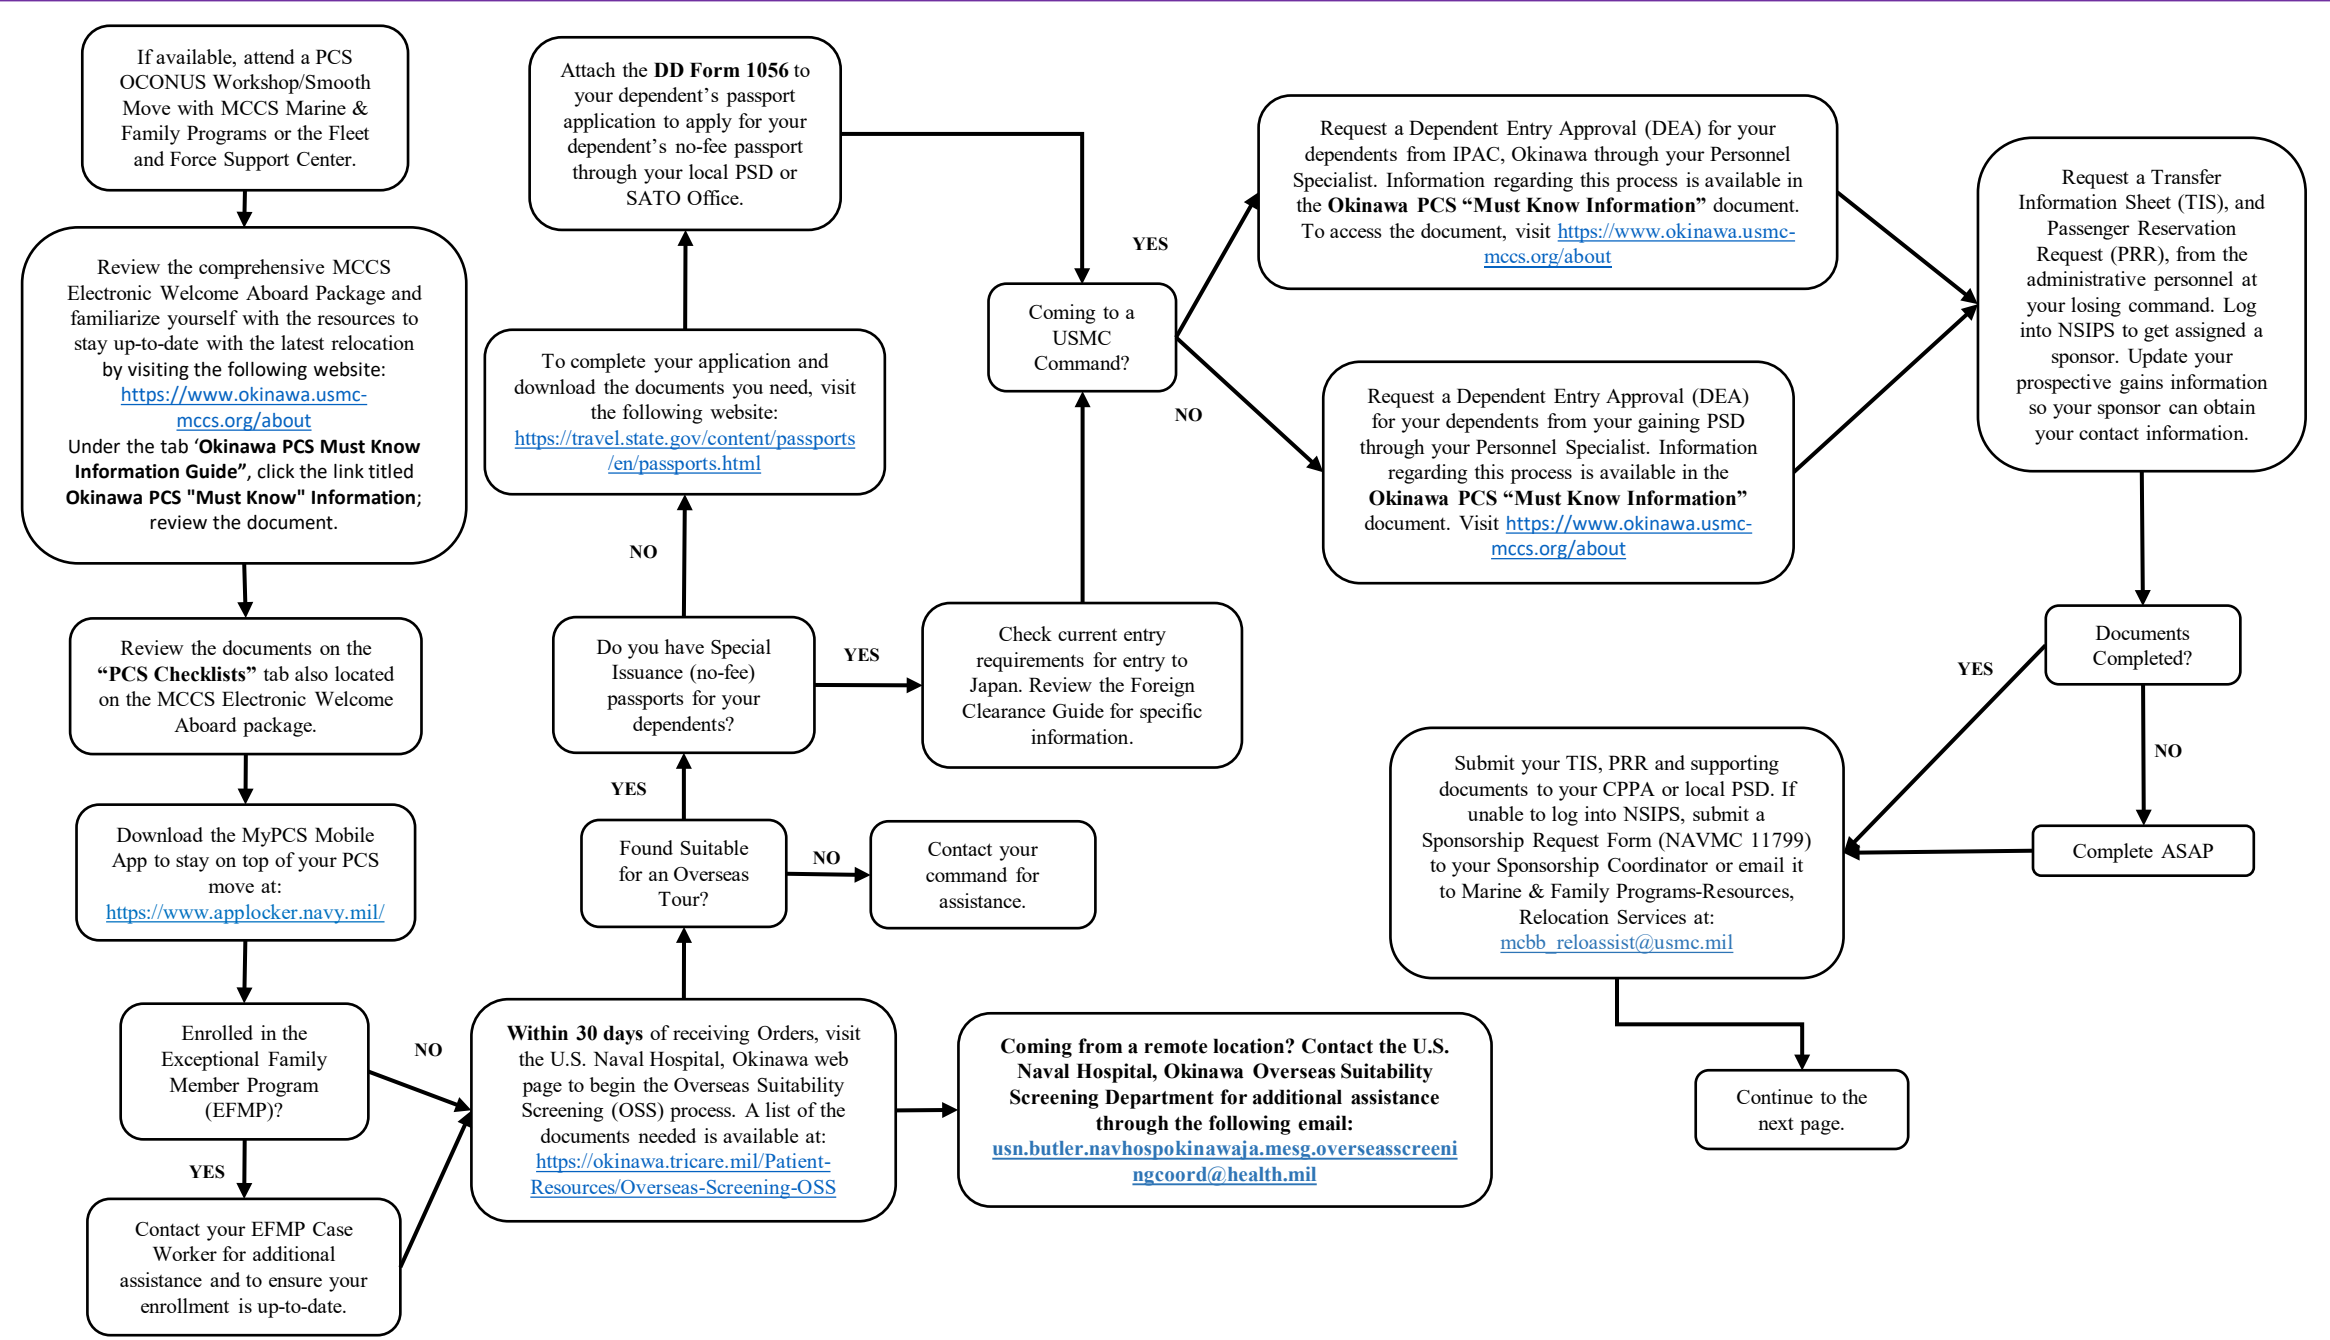 If available, attend a PCS
OCONUS Workshop/Smooth
Move with MCCS Marine &
Family Programs or the Fleet
and Force Support Center.
Review the comprehensive MCCS
Electronic Welcome Aboard Package and
familiarize yourself with the resources to
stay up-to-date with the latest relocation
by visiting the following website:
https://www.okinawa.usmc-
mccs.org/about
Under the tab ‘Okinawa PCS Must Know
Information Guide”, click the link titled
Okinawa PCS "Must Know" Information;
review the document.
Review the documents on the
“PCS Checklists” tab also located
on the MCCS Electronic Welcome
Aboard package.
Download the MyPCS Mobile
App to stay on top of your PCS
move at:
https://www.applocker.navy.mil/
Enrolled in the
Exceptional Family
Member Program
(EFMP)?
NO
YES
Contact your EFMP Case
Worker for additional
assistance and to ensure your
enrollment is up-to-date.
Within 30 days of receiving Orders, visit
the U.S. Naval Hospital, Okinawa web
page to begin the Overseas Suitability
Screening (OSS) process. A list of the
documents needed is available at:
https://okinawa.tricare.mil/Patient-
Resources/Overseas-Screening-OSS
Coming from a remote location? Contact the U.S.
Naval Hospital, Okinawa Overseas Suitability
Screening Department for additional assistance
through the following email:
usn.butler.navhospokinawaja.mesg.overseasscreeni
ngcoord@health.mil
Found Suitable
for an Overseas
Tour?
NO
Contact your
command for
assistance.
YES
Do you have Special
Issuance (no-fee)
passports for your
dependents?
YES
Check current entry
requirements for entry to
Japan. Review the Foreign
Clearance Guide for specific
information.
NO
To complete your application and
download the documents you need, visit
the following website:
https://travel.state.gov/content/passports
/en/passports.html
Attach the DD Form 1056 to
your dependent’s passport
application to apply for your
dependent’s no-fee passport
through your local PSD or
SATO Office.
Coming to a
USMC
Command?
YES
Request a Dependent Entry Approval (DEA) for your
dependents from IPAC, Okinawa through your Personnel
Specialist. Information regarding this process is available in
the Okinawa PCS “Must Know Information” document.
To access the document, visit https://www.okinawa.usmc-
mccs.org/about
NO
Request a Dependent Entry Approval (DEA)
for your dependents from your gaining PSD
through your Personnel Specialist. Information
regarding this process is available in the
Okinawa PCS “Must Know Information”
document. Visit https://www.okinawa.usmc-
mccs.org/about
Request a Transfer
Information Sheet (TIS), and
Passenger Reservation
Request (PRR), from the
administrative personnel at
your losing command. Log
into NSIPS to get assigned a
sponsor. Update your
prospective gains information
so your sponsor can obtain
your contact information.
Documents
Completed?
YES
NO
Complete ASAP
Submit your TIS, PRR and supporting
documents to your CPPA or local PSD. If
unable to log into NSIPS, submit a
Sponsorship Request Form (NAVMC 11799)
to your Sponsorship Coordinator or email it
to Marine & Family Programs-Resources,
Relocation Services at:
mcbb_reloassist@usmc.mil
Continue to the
next page.